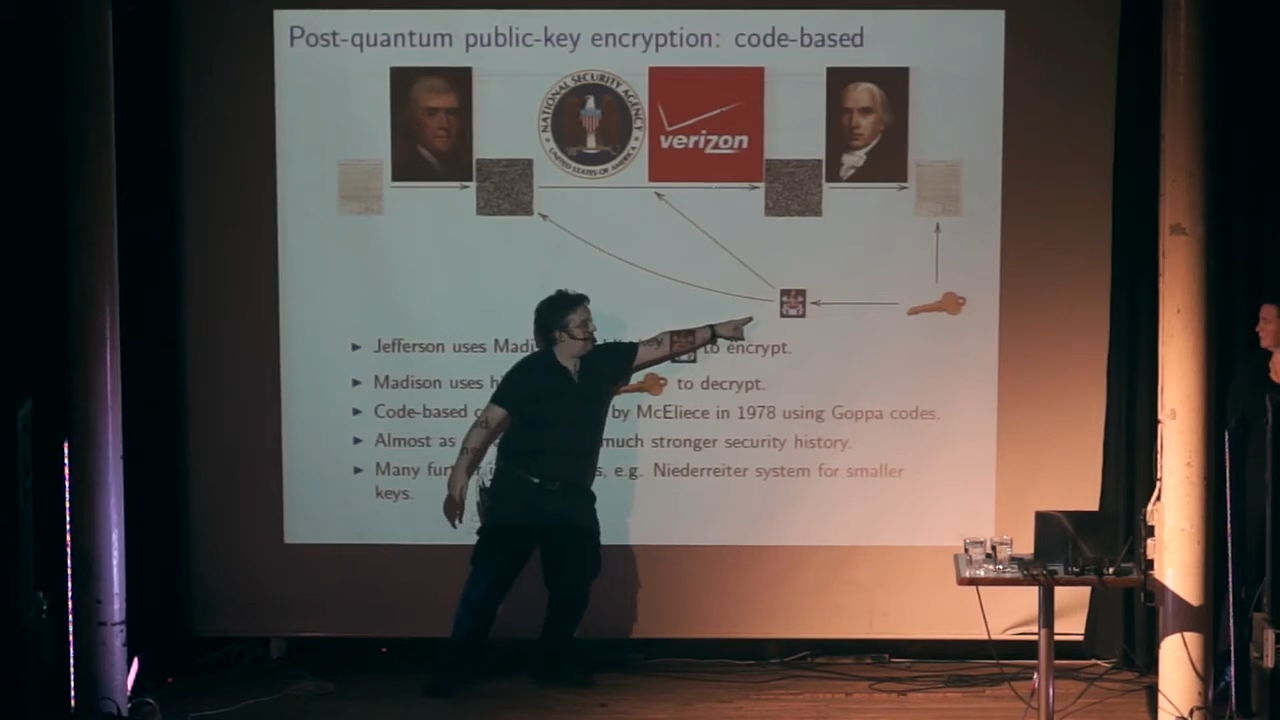 Post-quantum public-key encryption: code-based
NATIONAL SECURITY AGENCY
UNITED STATES OF AMERICA
verizon
Jefferson uses Madi key to encrypt.
Madison uses h to decrypt.
Code-based c by McEliece in 1978 using Goppa codes.
Almost as much stronger security history.
Many fur s, e.g. Niederreiter system for smaller
keys.